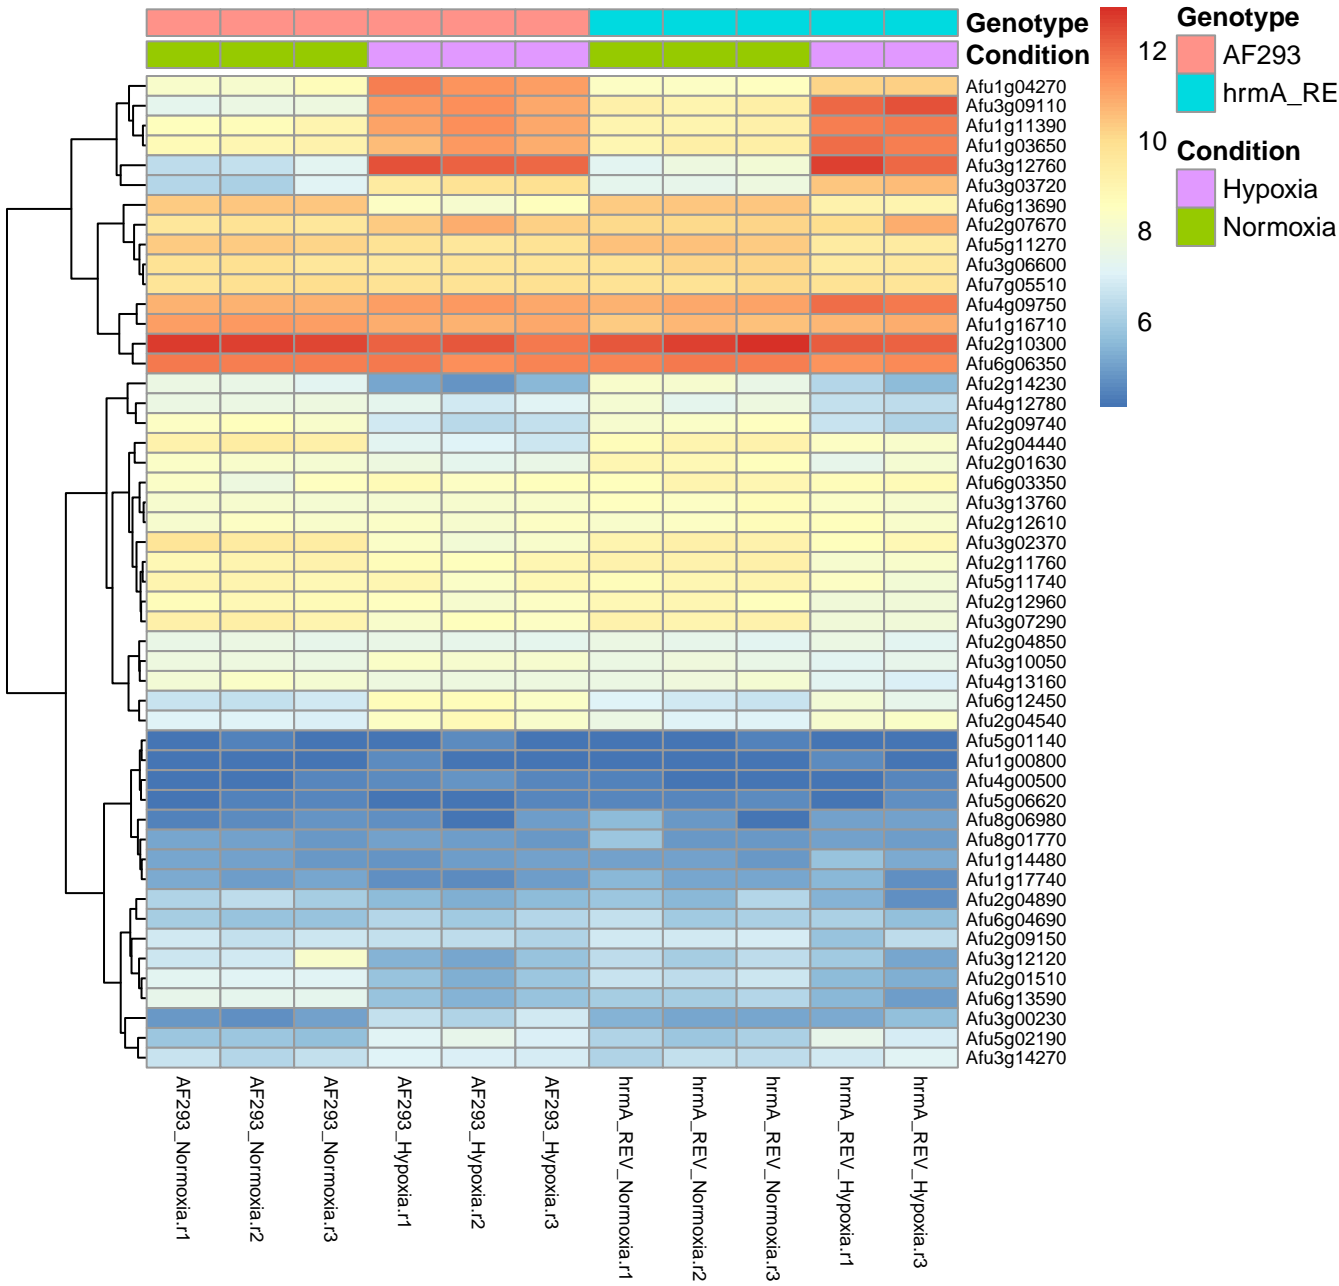 Genotype
Condition
Afu1g04270
Afu3g09110
Afu1g11390
Afu1g03650
Afu3g12760
Afu3g03720
Afu6g13690
Afu2g07670
Afu5g11270
Afu3g06600
Afu7g05510
Afu4g09750
Afu1g16710
Afu2g10300
Afu6g06350
Afu2g14230
Afu4g12780
Afu2g09740
Afu2g04440
Afu2g01630
Afu6g03350
Afu3g13760
Afu2g12610
Afu3g02370
Afu2g11760
Afu5g11740
Afu2g12960
Afu3g07290
Afu2g04850
Afu3g10050
Afu4g13160
Afu6g12450
Afu2g04540
Afu5g01140
Afu1g00800
Afu4g00500
Afu5g06620
Afu8g06980
Afu8g01770
Afu1g14480
Afu1g17740
Afu2g04890
Afu6g04690
Afu2g09150
Afu3g12120
Afu2g01510
Afu6g13590
Afu3g00230
Afu5g02190
Afu3g14270
AF293_Normoxia.r1
AF293_Normoxia.r2
AF293_Normoxia.r3
AF293_Hypoxia.r1
AF293_Hypoxia.r2
AF293_Hypoxia.r3
hrmA_REV_Normoxia.r1
hrmA_REV_Normoxia.r2
hrmA_REV_Normoxia.r3
hrmA_REV_Hypoxia.r1
hrmA_REV_Hypoxia.r3
12
10
8
6
Genotype
AF293
hrmA_RE
Condition
Hypoxia
Normoxia